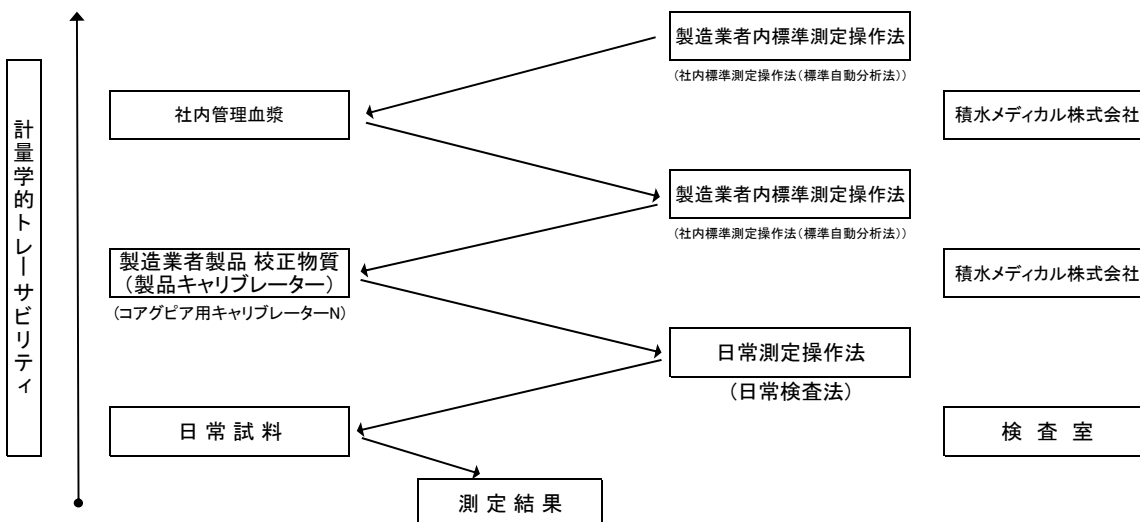 計量学的トレーサビリティ
製造業者内標準測定操作法
（社内標準測定操作法（標準自動分析法））
社内管理血漿
積水メディカル株式会社
製造業者内標準測定操作法
（社内標準測定操作法（標準自動分析法））
製造業者製品 校正物質
（製品キャリブレーター）
（コアグピア用キャリブレーターN）
積水メディカル株式会社
日常測定操作法
（日常検査法）
日 常 試 料
検 査 室
測 定 結 果